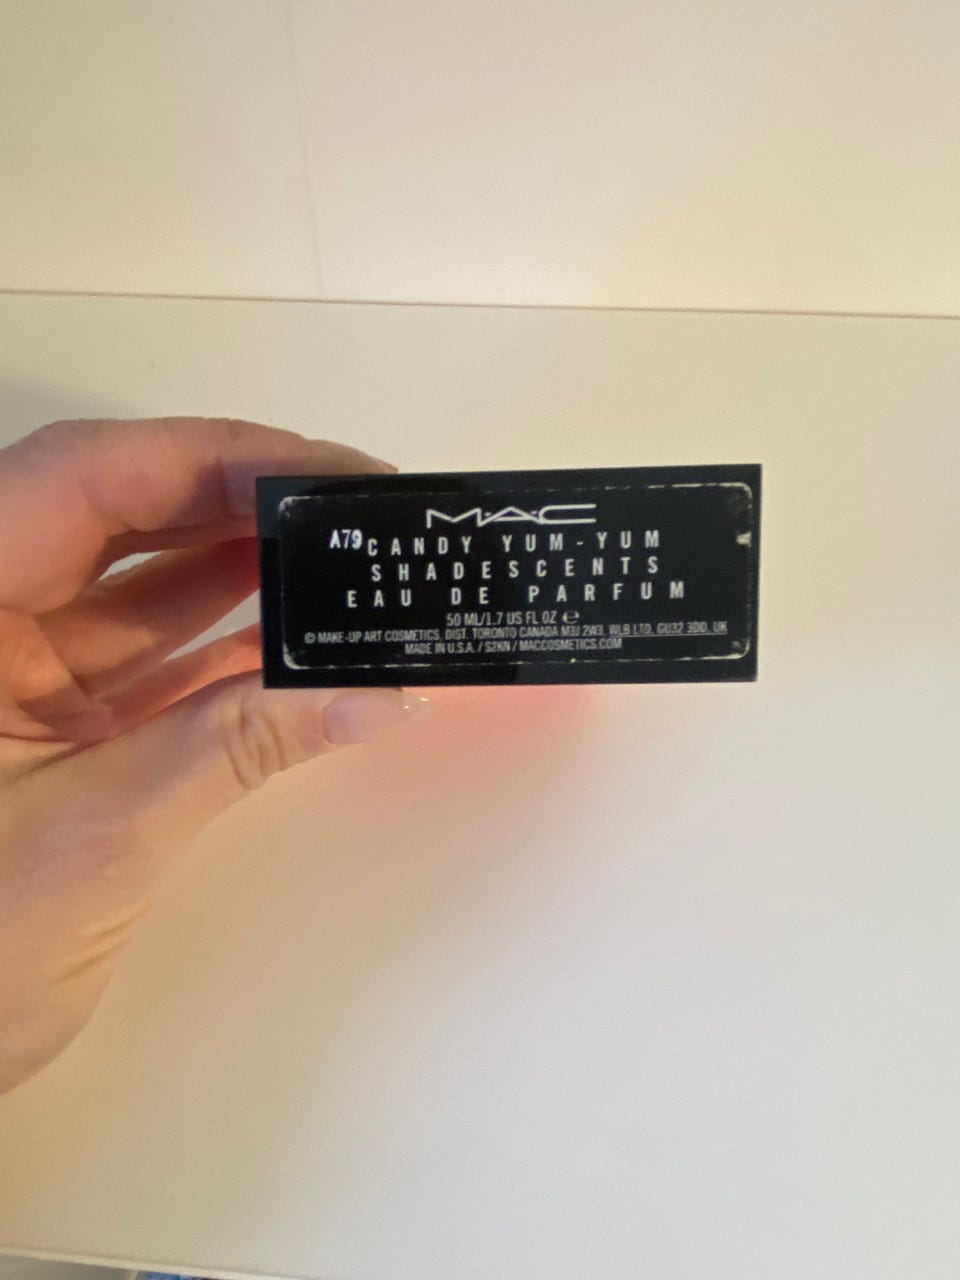 M·A·C
A79 CANDY YUM-YUM
SHADESCENTS
EAU DE PARFUM
50 ML/1.7 US FL OZ ℮
© MAKE-UP ART COSMETICS, DIST. TORONTO CANADA M3J 2W3, WLB LTD. GU32 3DD. UK
MADE IN U.S.A. / S2KN / MACCOSMETICS.COM